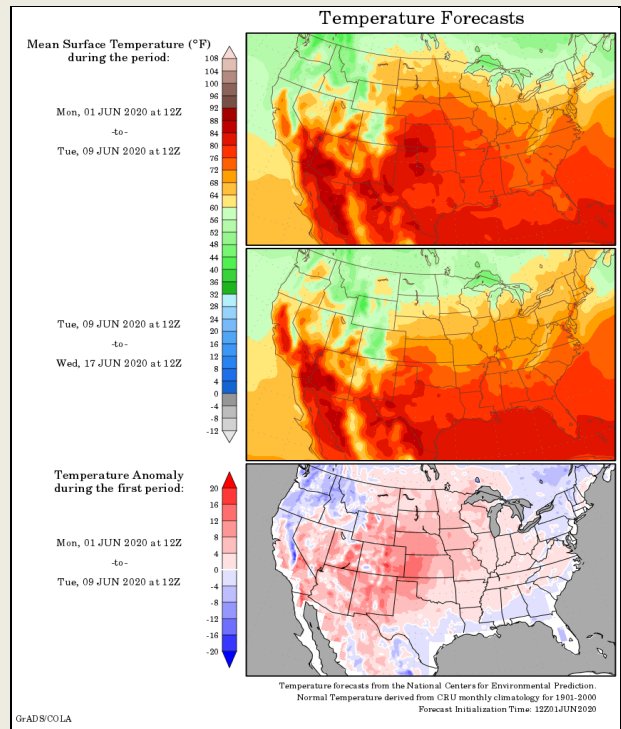 Temperature Forecasts
Mean Surface Temperature (°F)
during the period:
Mon, 01 JUN 2020 at 12Z
-to-
Tue, 09 JUN 2020 at 12Z
108
104
100
96
92
88
84
80
76
72
68
64
60
56
52
48
44
40
36
32
28
24
20
16
12
8
4
0
-4
-8
-12
Tue, 09 JUN 2020 at 12Z
-to-
Wed, 17 JUN 2020 at 12Z
Temperature Anomaly
during the first period:
Mon, 01 JUN 2020 at 12Z
-to-
Tue, 09 JUN 2020 at 12Z
20
16
12
8
4
0
-4
-8
-12
-16
-20
Temperature forecasts from the National Centers for Environmental Prediction.
Normal Temperature derived from CRU monthly climatology for 1901-2000
Forecast Initialization Time: 12Z01JUN2020
GrADS/COLA